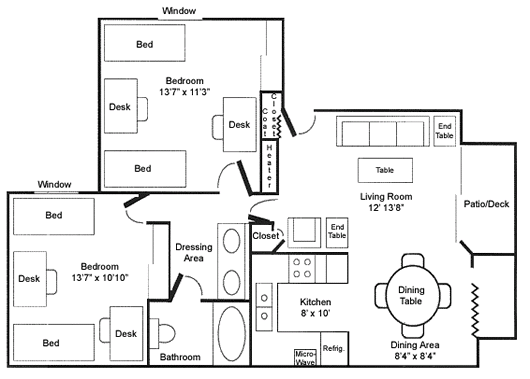 Window
Bed
Bedroom
13'7" x 11'3"
Desk
Desk
Bed
Coat
Closet
Heater
End
Table
Table
Living Room
12' 13'8"
Patio/Deck
End
Table
Closet
Window
Bed
Dressing
Area
Bedroom
13'7" x 10'10"
Desk
Desk
Bed
Bathroom
Kitchen
8' x 10'
Micro-
Wave
Refrig.
Dining
Table
Dining Area
8'4" x 8'4"